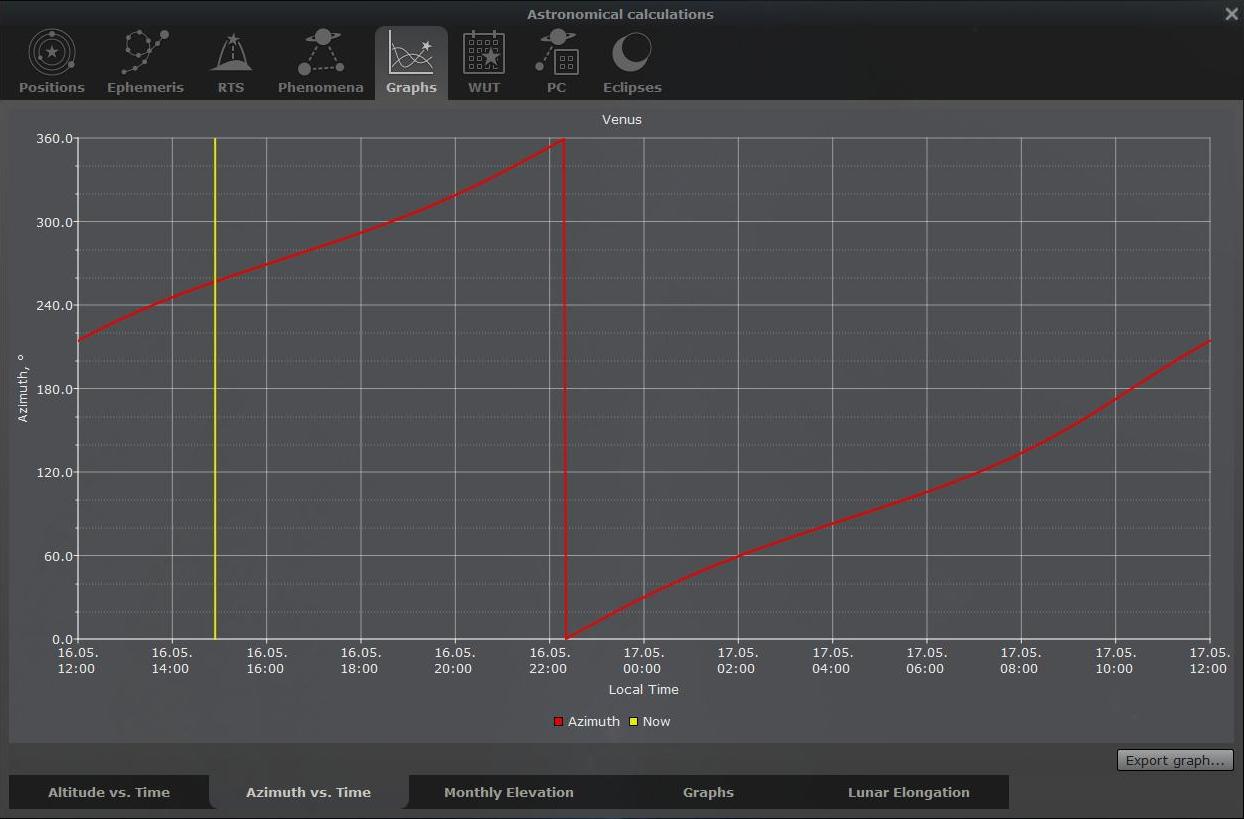 Astronomical calculations
Positions Ephemeris RTS Phenomena Graphs WUT PC Eclipses
Venus
360.0
300.0
240.0
180.0
120.0
60.0
0.0
Azimuth, °
16.05. 16.05. 16.05. 16.05. 16.05. 16.05. 17.05. 17.05. 17.05. 17.05. 17.05. 17.05. 17.05.
12:00 14:00 16:00 18:00 20:00 22:00 00:00 02:00 04:00 06:00 08:00 10:00 12:00
Local Time
Azimuth Now
Export graph...
Altitude vs. Time Azimuth vs. Time Monthly Elevation Graphs Lunar Elongation